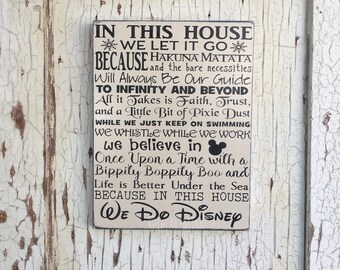 IN THIS HOUSE
WE LET IT GO
BECAUSE HAKUNA MATATA
and the bare necessities
Will Always Be Our Guide
TO INFINITY AND BEYOND
All it Takes is Faith, Trust,
and a Little Bit of Pixie Dust
WHILE WE JUST KEEP ON SWIMMING
WE WHISTLE WHILE WE WORK
we believe in
Once Upon a Time with a
Bippily Boppily Boo and
Life is Better Under the Sea
BECAUSE IN THIS HOUSE
We Do Disney